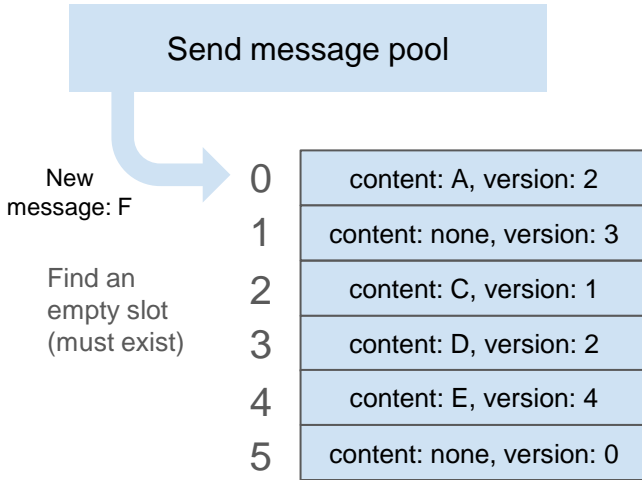 Send message pool
New
message: F
Find an
empty slot
(must exist)
0 content: A, version: 2
1 content: none, version: 3
2 content: C, version: 1
3 content: D, version: 2
4 content: E, version: 4
5 content: none, version: 0